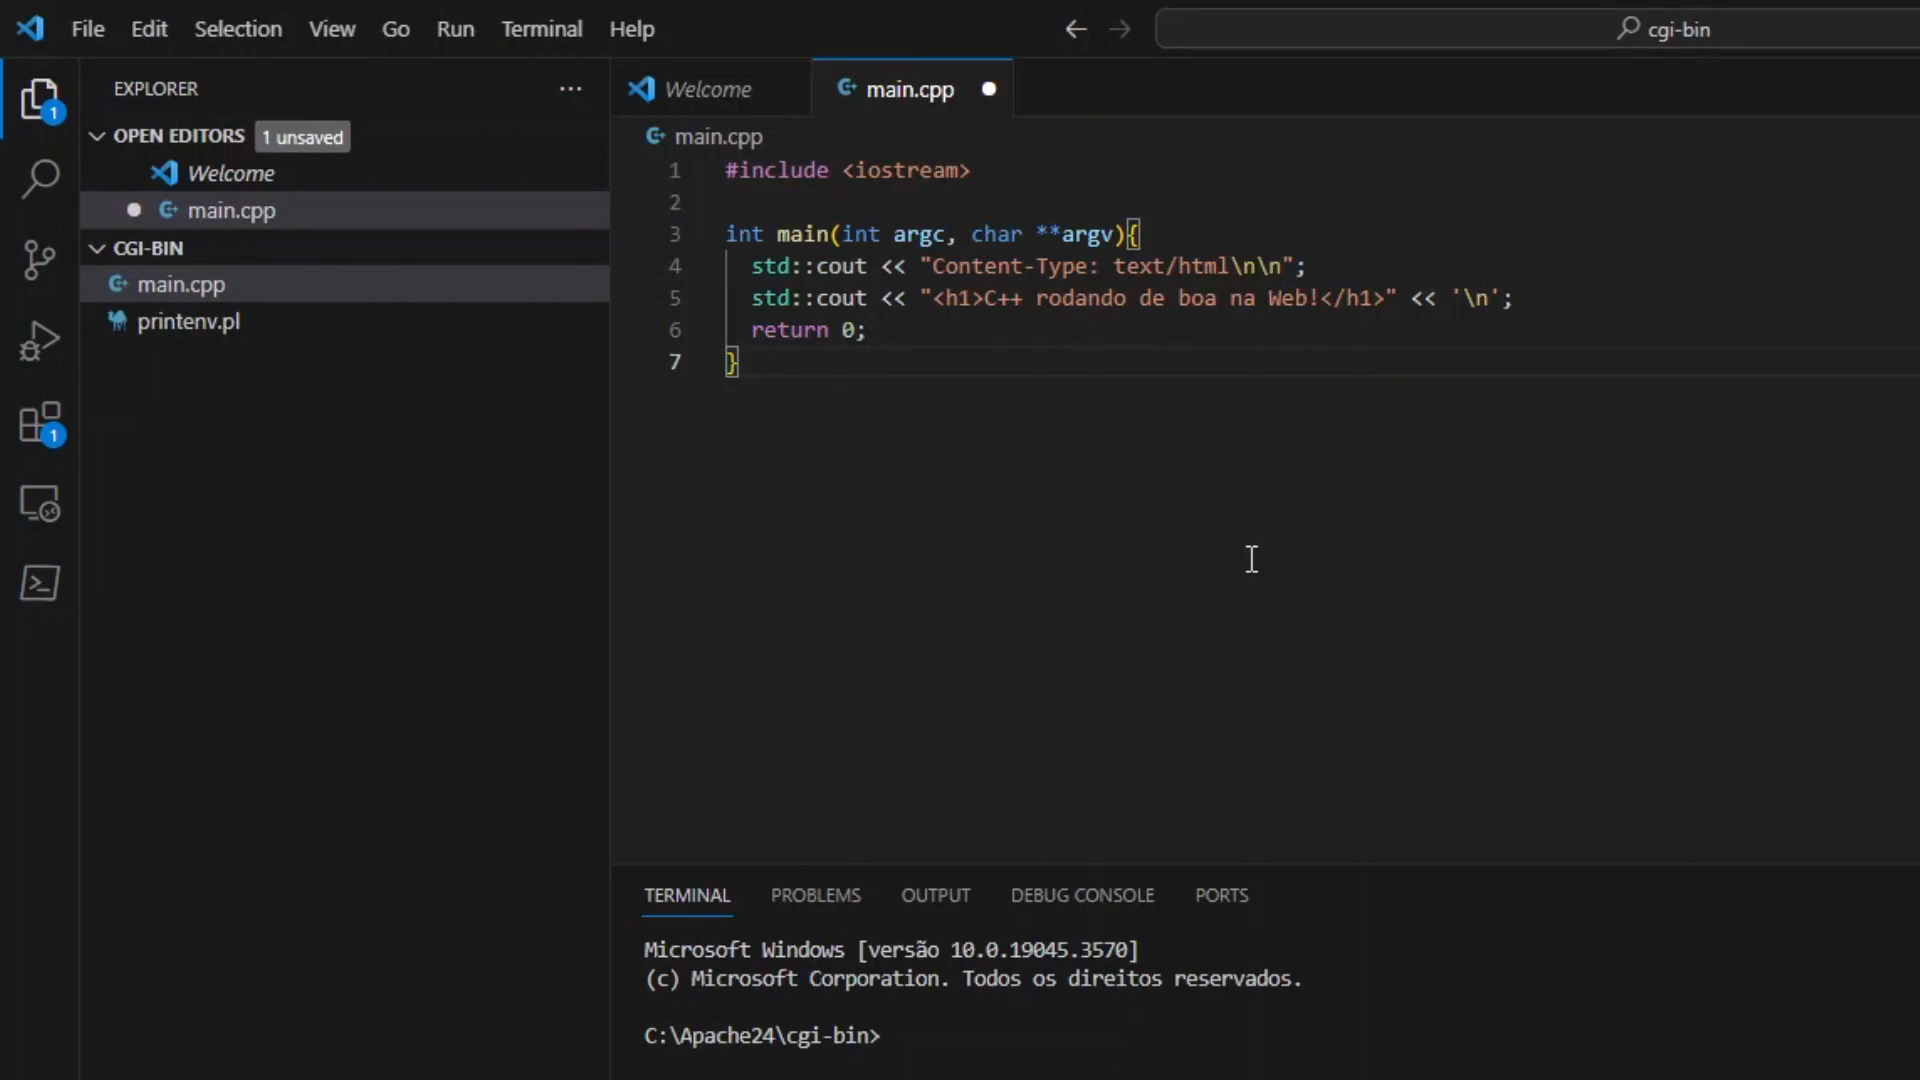 File Edit Selection View Go Run Terminal Help
cgi-bin
EXPLORER ...
OPEN EDITORS 1 unsaved
Welcome
main.cpp
CGI-BIN
main.cpp
printenv.pl
1
1
Welcome main.cpp
main.cpp
1 #include <iostream>
2
3 int main(int argc, char **argv){
4 std::cout << "Content-Type: text/html\n\n";
5 std::cout << "<h1>C++ rodando de boa na Web!</h1>" << '\n';
6 return 0;
7 }
TERMINAL PROBLEMS OUTPUT DEBUG CONSOLE PORTS
Microsoft Windows [versão 10.0.19045.3570]
(c) Microsoft Corporation. Todos os direitos reservados.
C:\Apache24\cgi-bin>